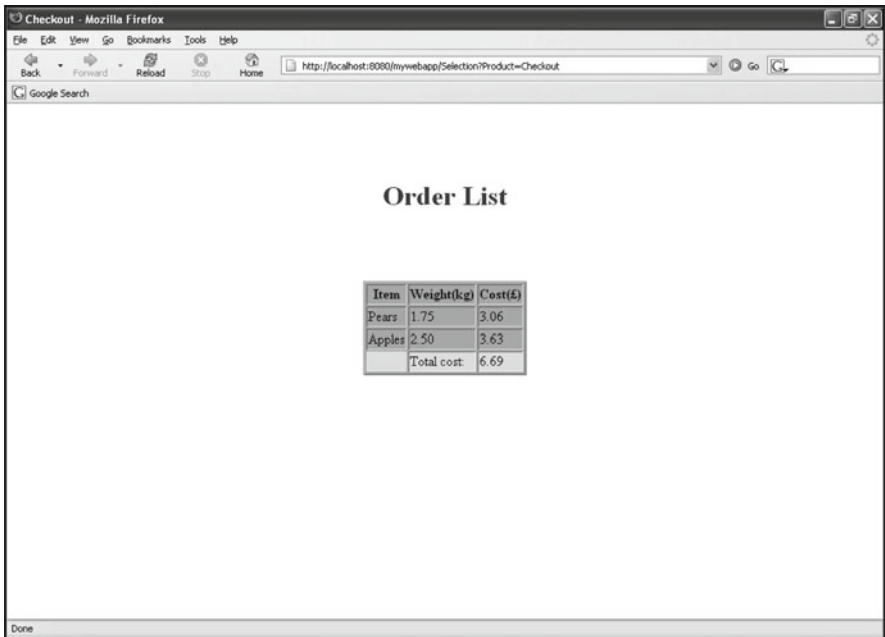 Checkout - Mozilla Firefox
File Edit View Go Bookmarks Tools Help
Back Forward Reload Stop Home http://localhost:8080/mywebapp/Selection?Product=Checkout Go G
G Google Search
Order List
Item Weight(kg) Cost(£)
Pears 1.75 3.06
Apples 2.50 3.63
Total cost: 6.69
Done